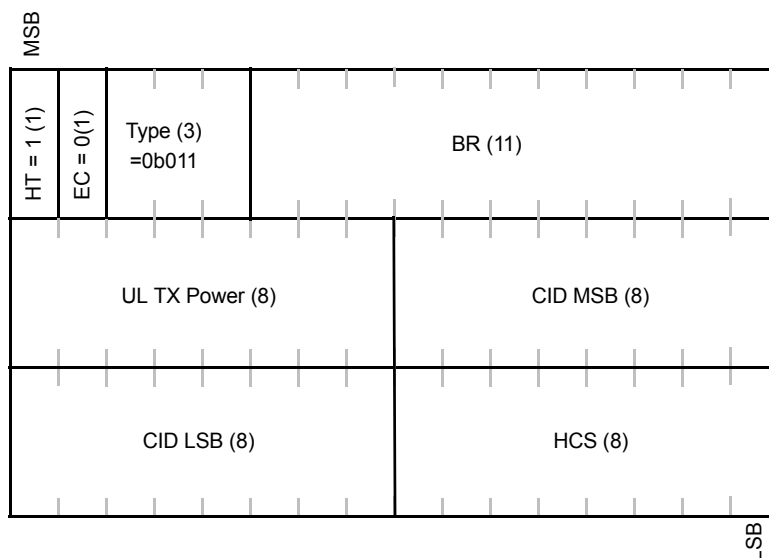 MSB
HT = 1 (1)
EC = 0(1)
Type (3)
=0b011
BR (11)
UL TX Power (8)
CID MSB (8)
CID LSB (8)
HCS (8)
SB